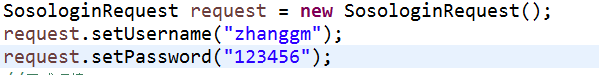 SosologinRequest request = new SosologinRequest();
request.setUsername("zhanggm");
request.setPassword("123456");